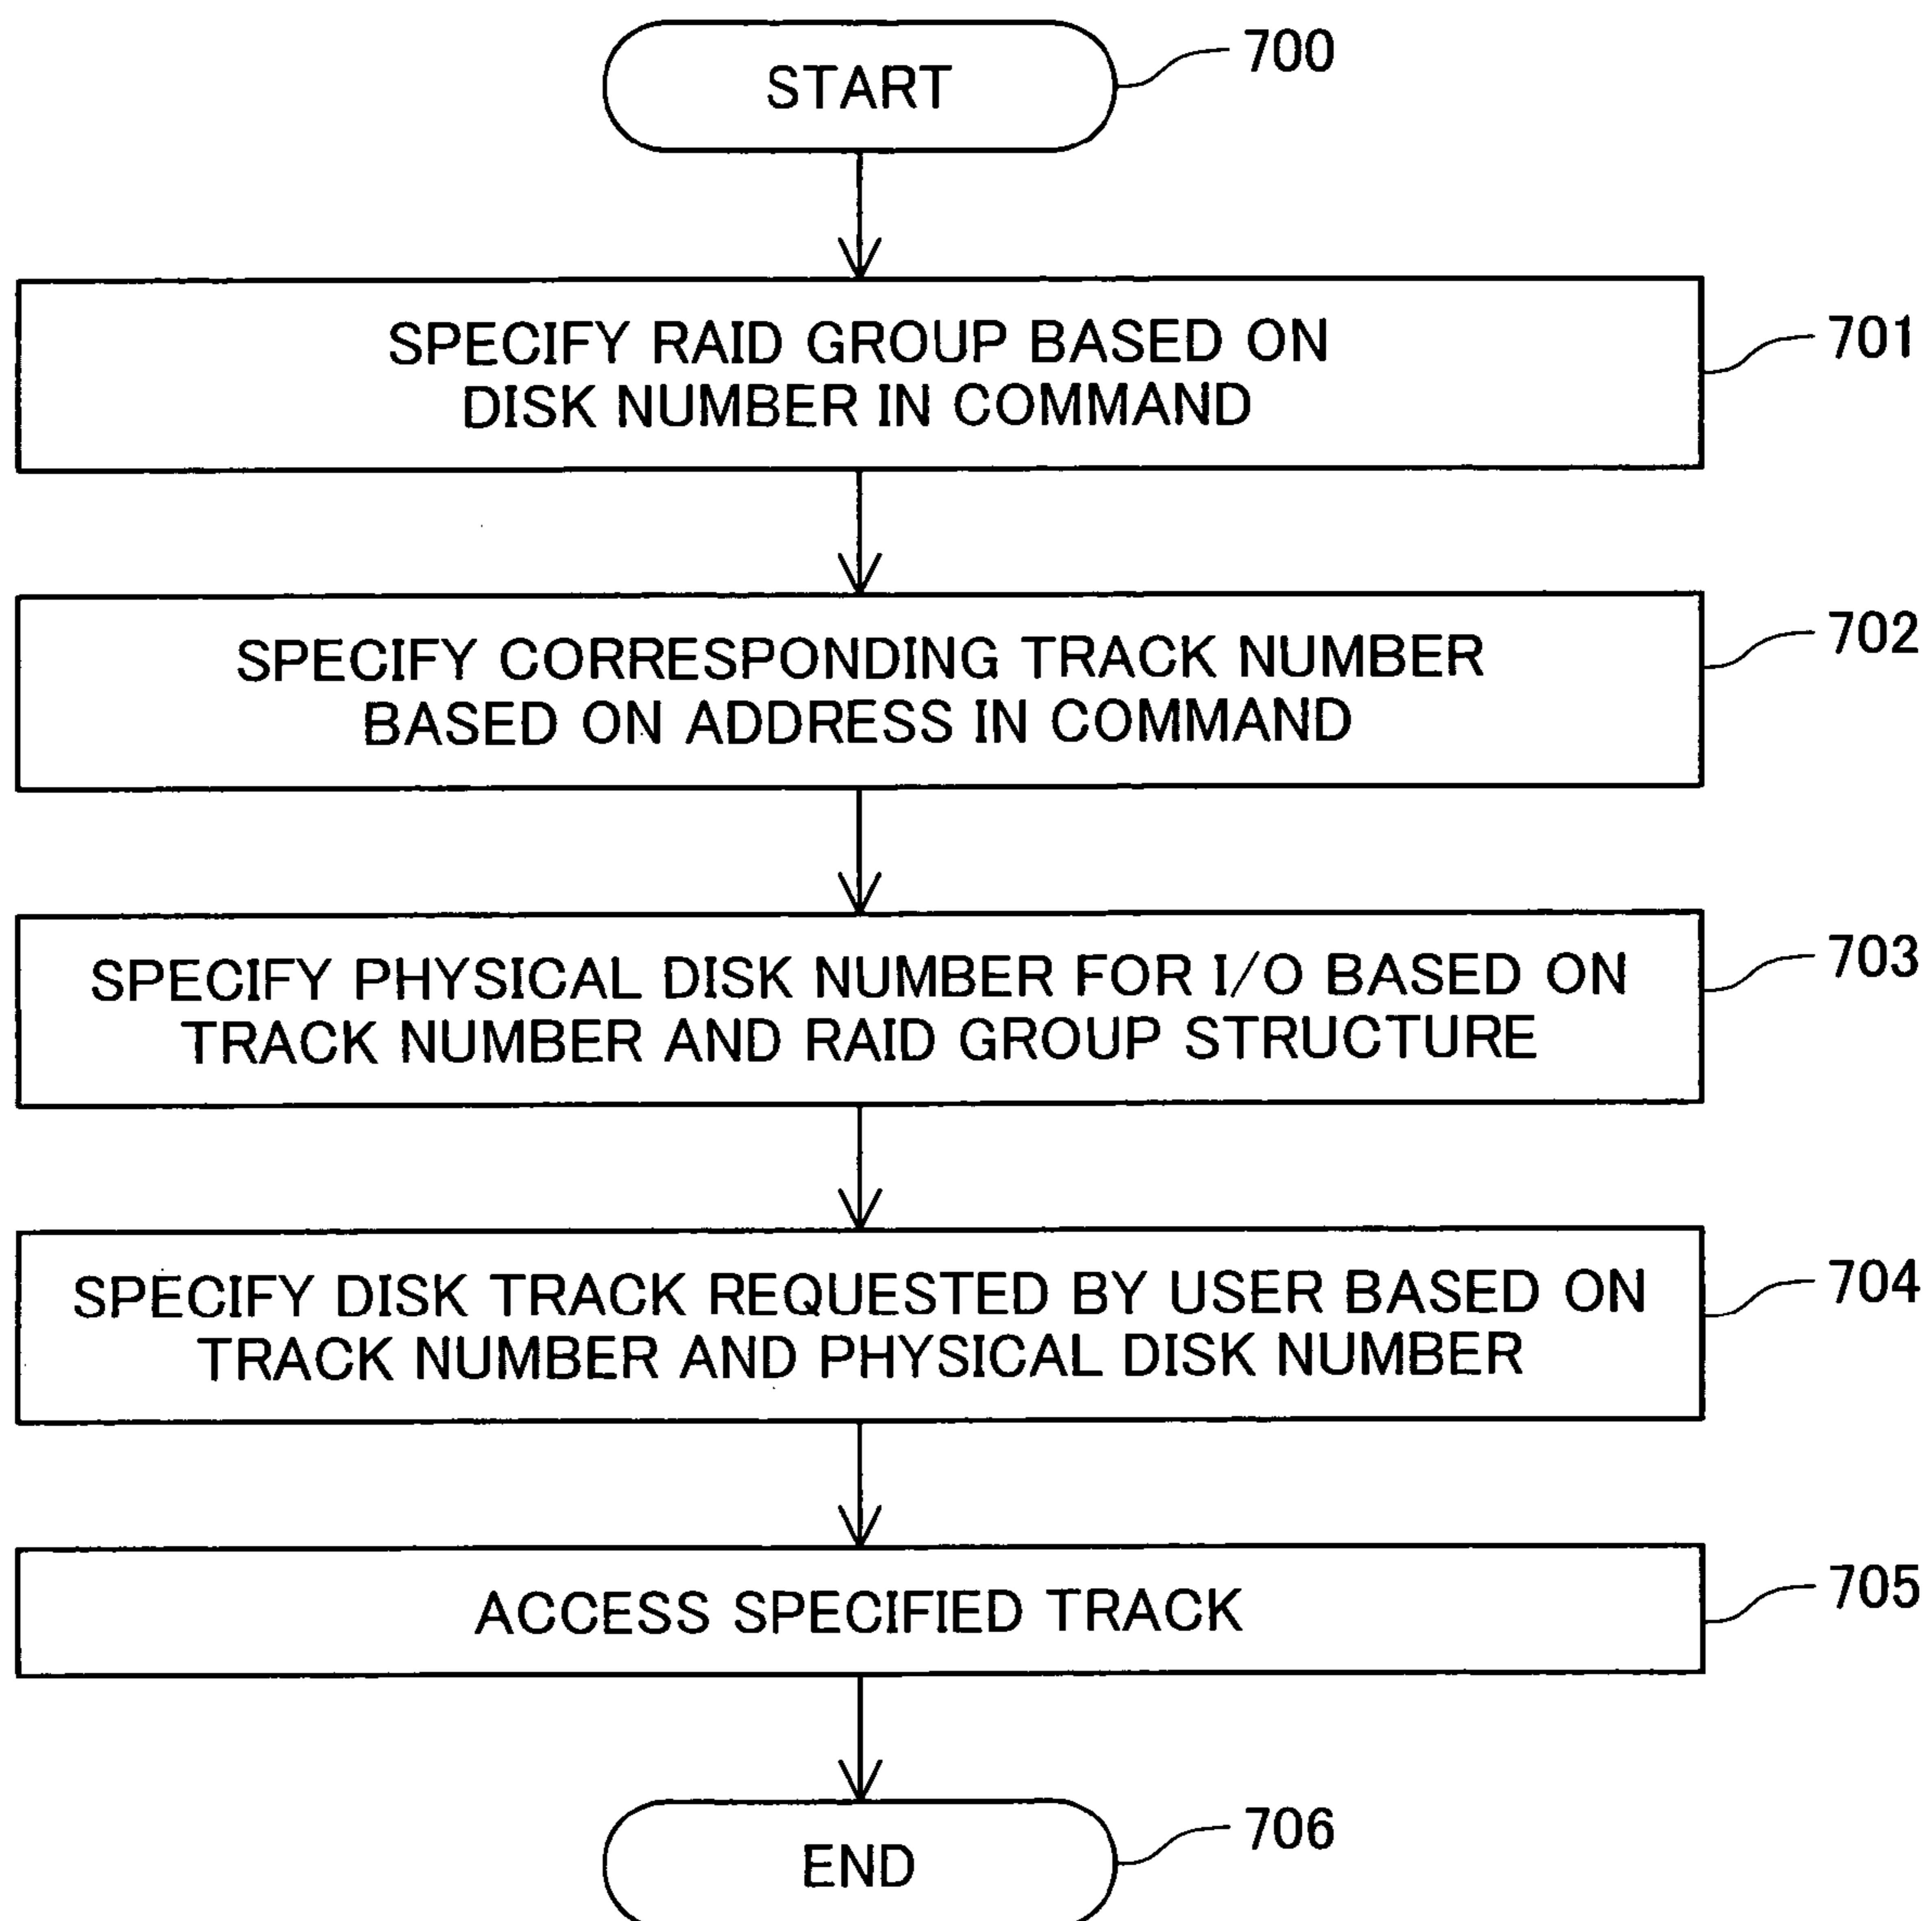 START
700
SPECIFY RAID GROUP BASED ON
DISK NUMBER IN COMMAND
701
SPECIFY CORRESPONDING TRACK NUMBER
BASED ON ADDRESS IN COMMAND
702
SPECIFY PHYSICAL DISK NUMBER FOR I/O BASED ON
TRACK NUMBER AND RAID GROUP STRUCTURE
703
SPECIFY DISK TRACK REQUESTED BY USER BASED ON
TRACK NUMBER AND PHYSICAL DISK NUMBER
704
ACCESS SPECIFIED TRACK
705
END
706